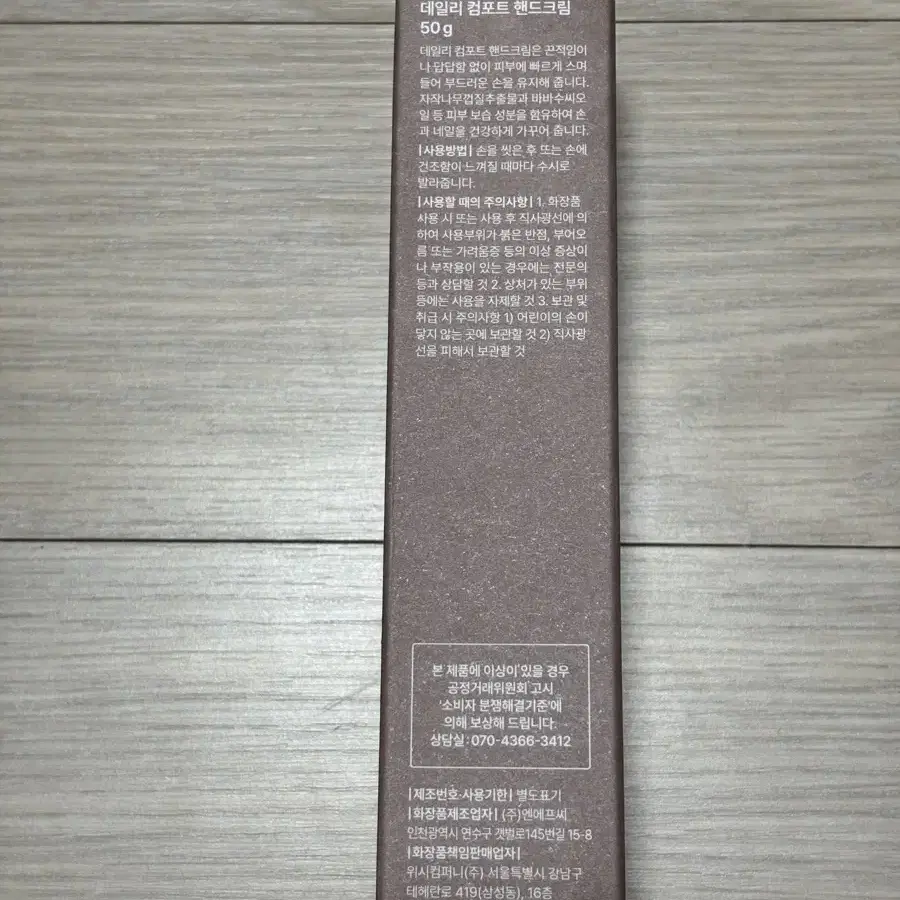 데일리 컴포트 핸드크림
50g
데일리 컴포트 핸드크림은 끈적임이
나 답답함 없이 피부에 빠르게 스며
들어 부드러운 손을 유지해 줍니다.
자작나무껍질추출물과 바바수씨오
일 등 피부 보습 성분을 함유하여 손
과 네일을 건강하게 가꾸어 줍니다.
|사용방법| 손을 씻은 후 또는 손에
건조함이 느껴질 때마다 수시로
발라줍니다.
|사용할 때의 주의사항| 1. 화장품
사용 시 또는 사용 후 직사광선에 의
하여 사용부위가 붉은 반점, 부어오
름 또는 가려움증 등의 이상 증상이
나 부작용이 있는 경우에는 전문의
등과 상담할 것 2. 상처가 있는 부위
등에는 사용을 자제할 것 3. 보관 및
취급 시 주의사항 1) 어린이의 손이
닿지 않는 곳에 보관할 것 2) 직사광
선을 피해서 보관할 것
본 제품에 이상이 있을 경우
공정거래위원회 고시
'소비자 분쟁해결기준'에
의해 보상해 드립니다.
상담실 : 070-4366-3412
|제조번호·사용기한| 별도표기
|화장품제조업자| (주)엔에프씨
인천광역시 연수구 갯벌로145번길 15-8
|화장품책임판매업자|
위시컴퍼니(주) 서울특별시 강남구
테헤란로 419(삼성동), 16층